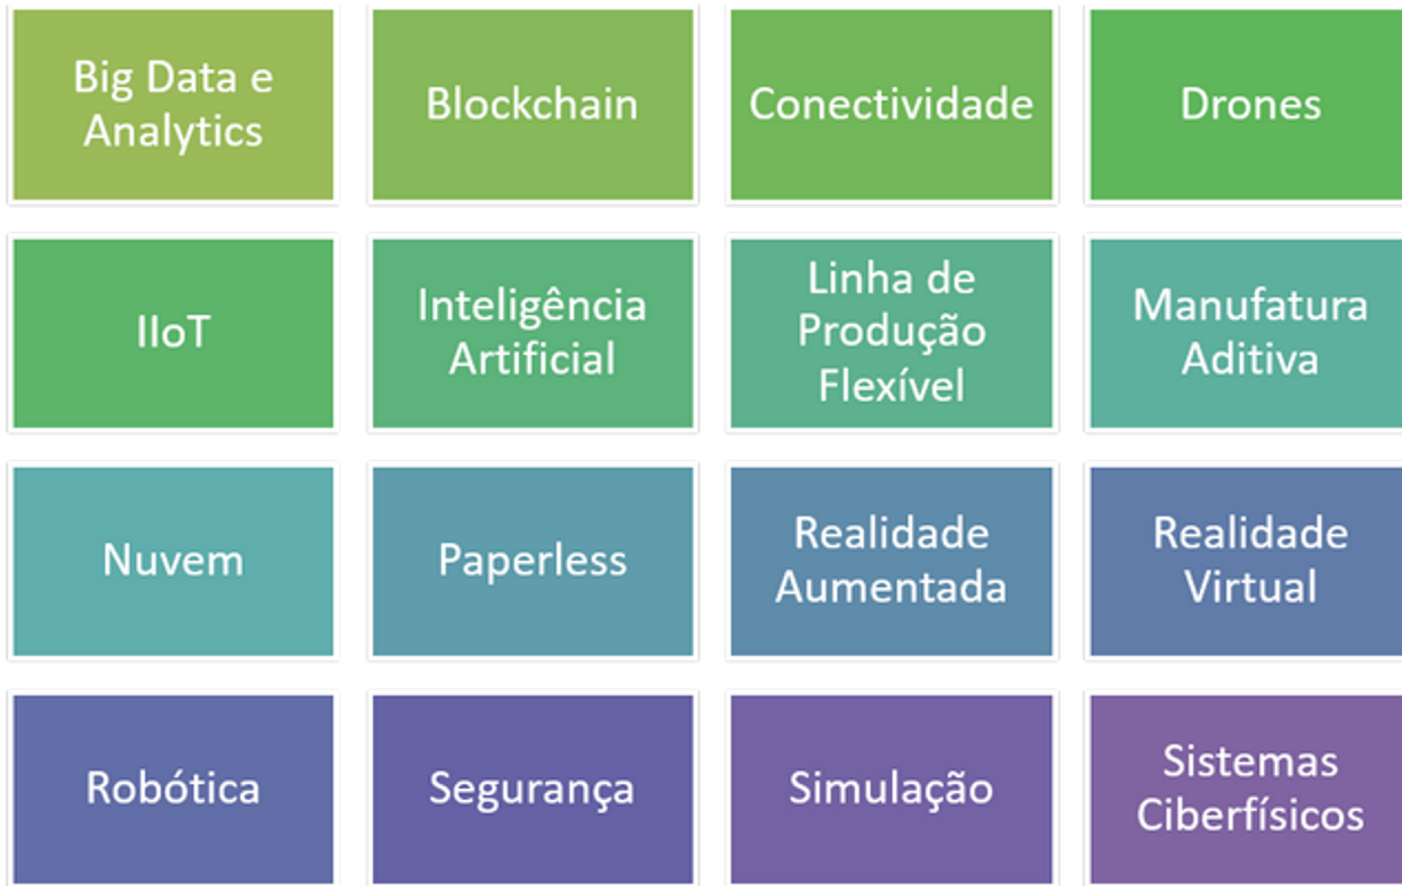 Big Data e
Analytics
Blockchain
Conectividade
Drones
IIoT
Inteligência
Artificial
Linha de
Produção
Flexível
Manufatura
Aditiva
Nuvem
Paperless
Realidade
Aumentada
Realidade
Virtual
Robótica
Segurança
Simulação
Sistemas
Ciberfísicos